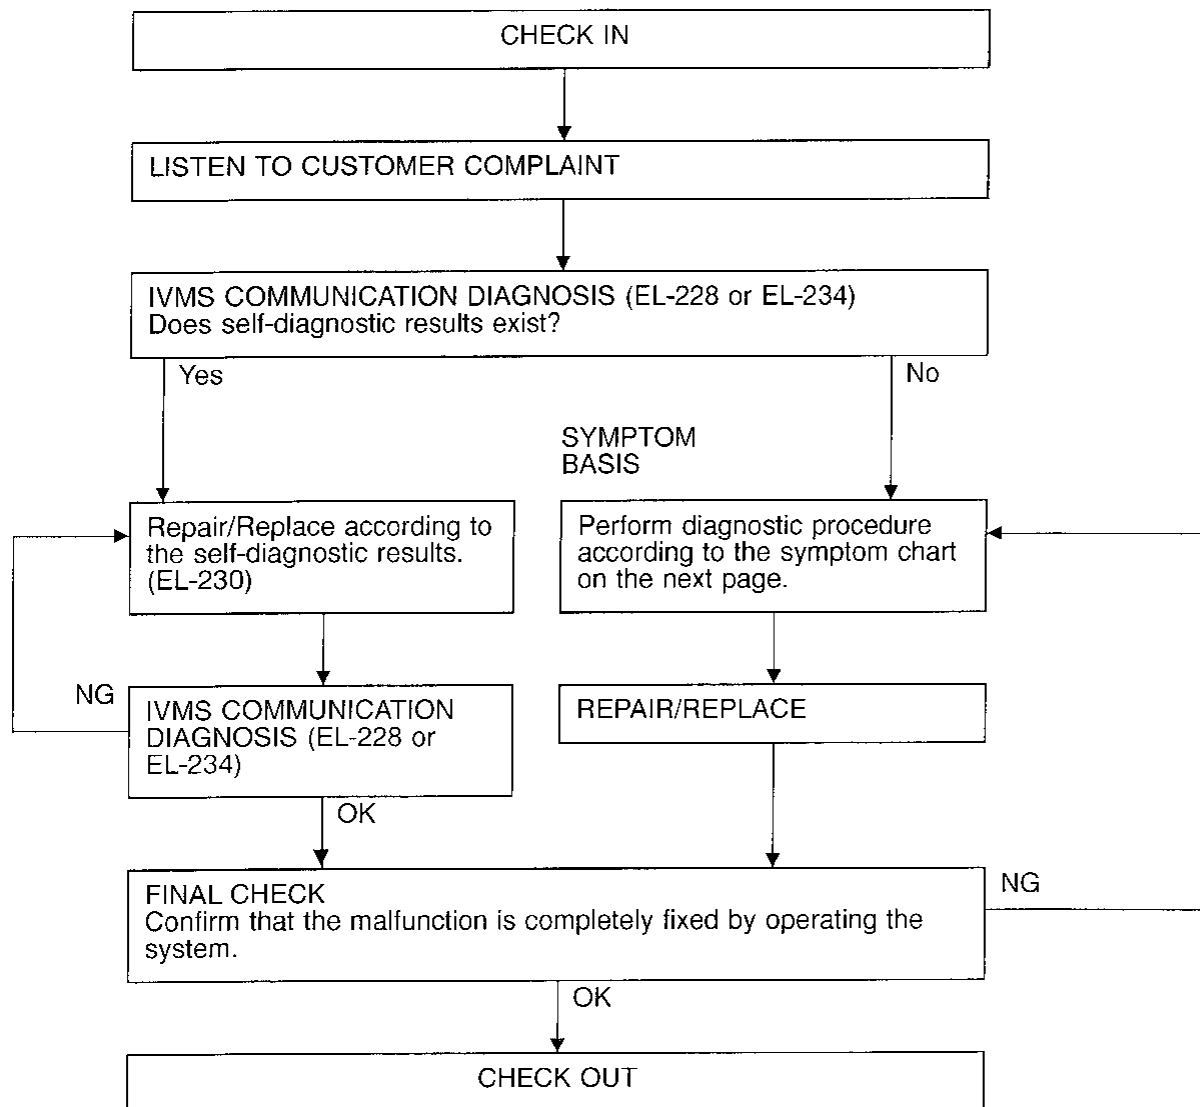 CHECK IN
LISTEN TO CUSTOMER COMPLAINT
IVMS COMMUNICATION DIAGNOSIS (EL-228 or EL-234)
Does self-diagnostic results exist?
Yes
No
SYMPTOM
BASIS
Repair/Replace according to
the self-diagnostic results.
(EL-230)
Perform diagnostic procedure
according to the symptom chart
on the next page.
NG
IVMS COMMUNICATION
DIAGNOSIS (EL-228 or
EL-234)
REPAIR/REPLACE
OK
FINAL CHECK
Confirm that the malfunction is completely fixed by operating the
system.
NG
OK
CHECK OUT